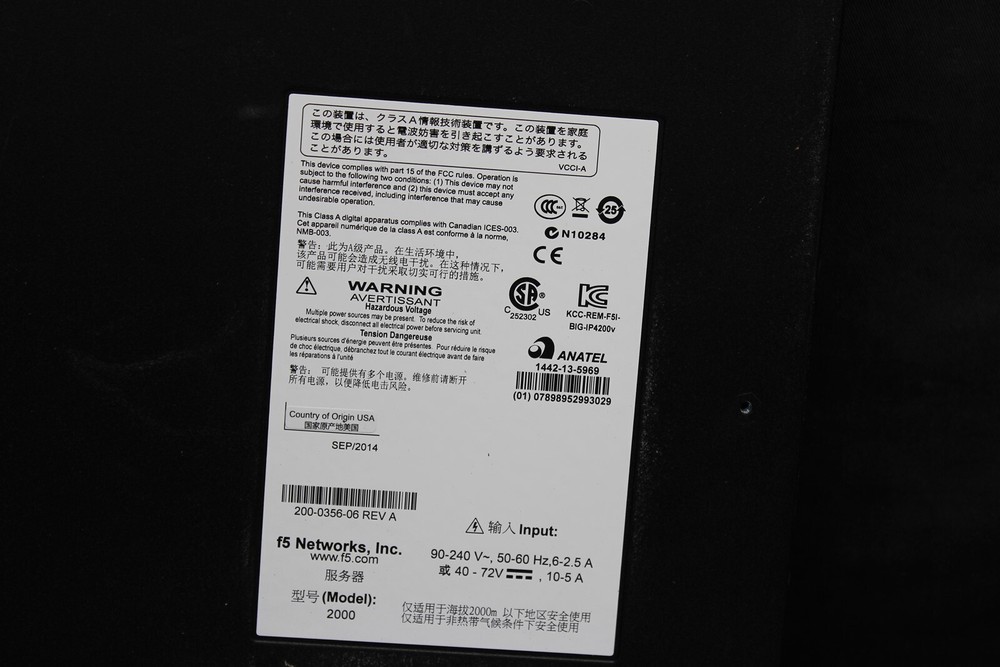 この装置は、クラスA情報技術装置です。この装置を家庭
環境で使用すると電波妨害を引き起こすことがあります。
この場合には使用者が適切な対策を講ずるよう要求される
ことがあります。
VCCI-A
This device complies with part 15 of the FCC rules. Operation is
subject to the following two conditions: (1) This device may not
cause harmful interference and (2) this device must accept any
interference received, including interference that may cause
undesirable operation.
This Class A digital apparatus complies with Canadian ICES-003.
Cet appareil numérique de la class A est conforme à la norme,
NMB-003.
警告：此为A级产品。在生活环境中，
该产品可能会造成无线电干扰。在这种情况下，
可能需要用户对干扰采取切实可行的措施。
WARNING
AVERTISSANT
Hazardous Voltage
Multiple power sources may be present. To reduce the risk of
electrical shock, disconnect all electrical power before servicing unit.
Tension Dangereuse
Plusieurs sources d'énergie peuvent être présentes. Pour réduire le risque
de choc électrique, débranchez tout le courant électrique avant de faire
les réparations à l'unité
警告：可能提供有多个电源，维修前请断开
所有电源，以便降低电击风险。
Country of Origin USA
国家原产地美国
SEP/2014
200-0356-06 REV A
f5 Networks, Inc.
www.f5.com
服务器
型号(Model):
2000
CCC
25
N10284
CE
SA®
C US
252302
KC
KCC-REM-F5I-
BIG-IP4200v
ANATEL
1442-13-5969
(01) 07898952993029
输入 Input:
90-240 V~, 50-60 Hz,6-2.5 A
或 40 - 72V , 10-5 A
仅适用于海拔2000m 以下地区安全使用
仅适用于非热带气候条件下安全使用